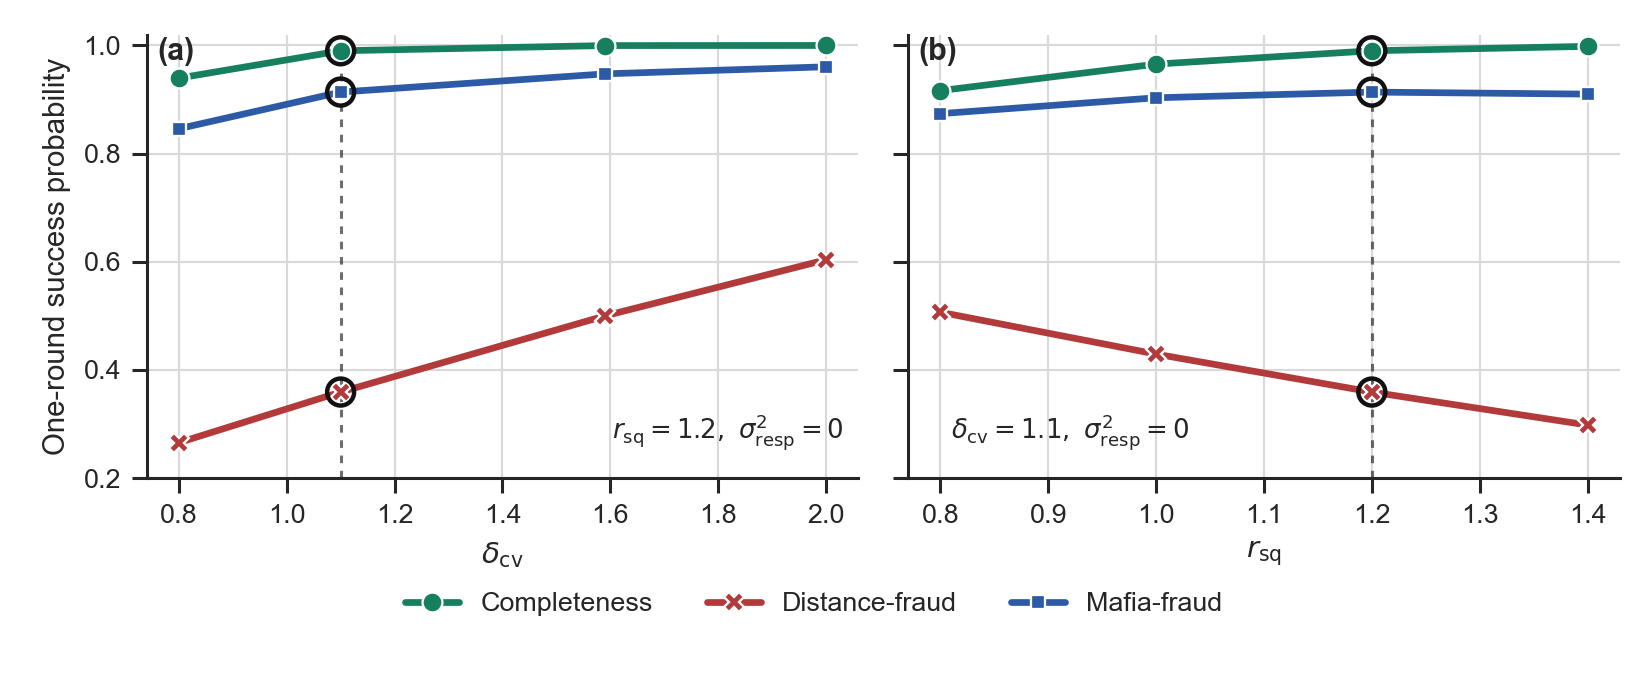 One-round success probability
(a)
1.0
0.8
0.6
0.4
0.2
r_sq = 1.2, σ²_resp = 0
0.8 1.0 1.2 1.4 1.6 1.8 2.0
δ_cv
(b)
δ_cv = 1.1, σ²_resp = 0
0.8 0.9 1.0 1.1 1.2 1.3 1.4
r_sq
Completeness Distance-fraud Mafia-fraud